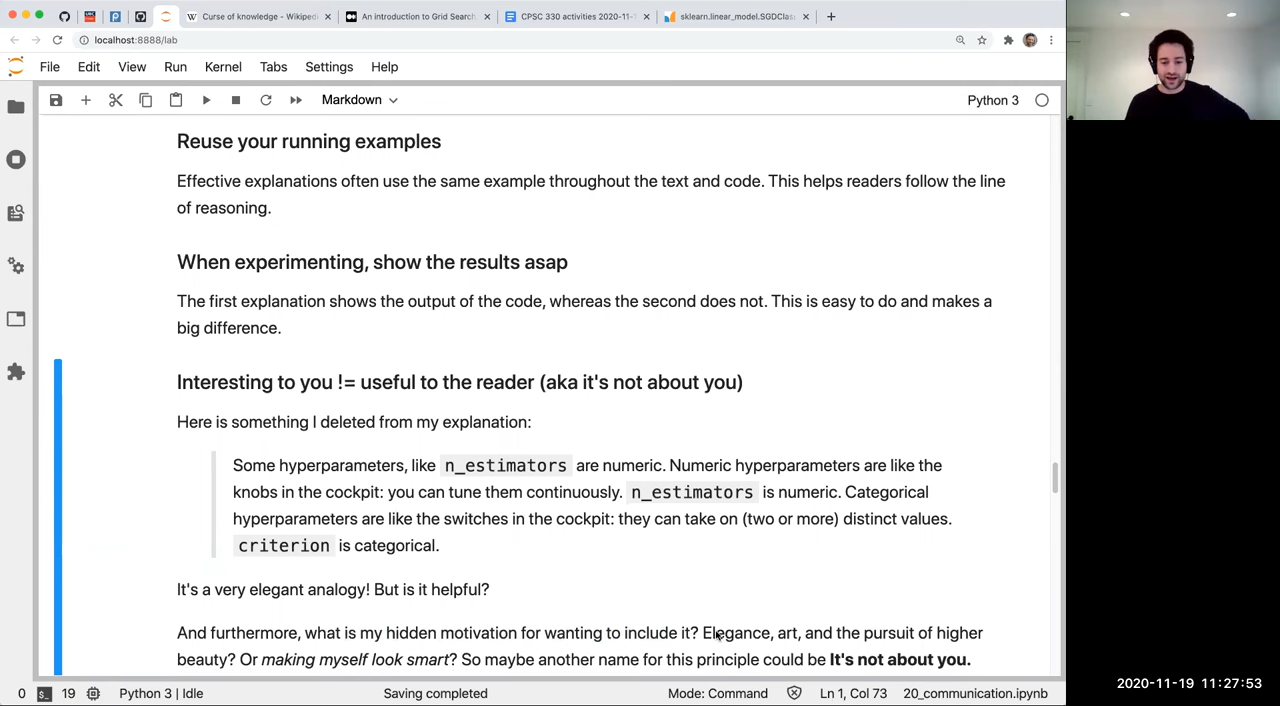 UBC
P
W
Curse of knowledge - Wikiped
An introduction to Grid Search
CPSC 330 activities 2020-11-1
sklearn.linear_model.SGDClas
localhost:8888/lab
File Edit View Run Kernel Tabs Settings Help
Markdown
Python 3
Reuse your running examples
Effective explanations often use the same example throughout the text and code. This helps readers follow the line
of reasoning.
When experimenting, show the results asap
The first explanation shows the output of the code, whereas the second does not. This is easy to do and makes a
big difference.
Interesting to you != useful to the reader (aka it's not about you)
Here is something I deleted from my explanation:
Some hyperparameters, like n_estimators are numeric. Numeric hyperparameters are like the
knobs in the cockpit: you can tune them continuously. n_estimators is numeric. Categorical
hyperparameters are like the switches in the cockpit: they can take on (two or more) distinct values.
criterion is categorical.
It's a very elegant analogy! But is it helpful?
And furthermore, what is my hidden motivation for wanting to include it? Elegance, art, and the pursuit of higher
beauty? Or making myself look smart? So maybe another name for this principle could be It's not about you.
0 $_ 19 Python 3 | Idle Saving completed Mode: Command Ln 1, Col 73 20_communication.ipynb
2020-11-19 11:27:53